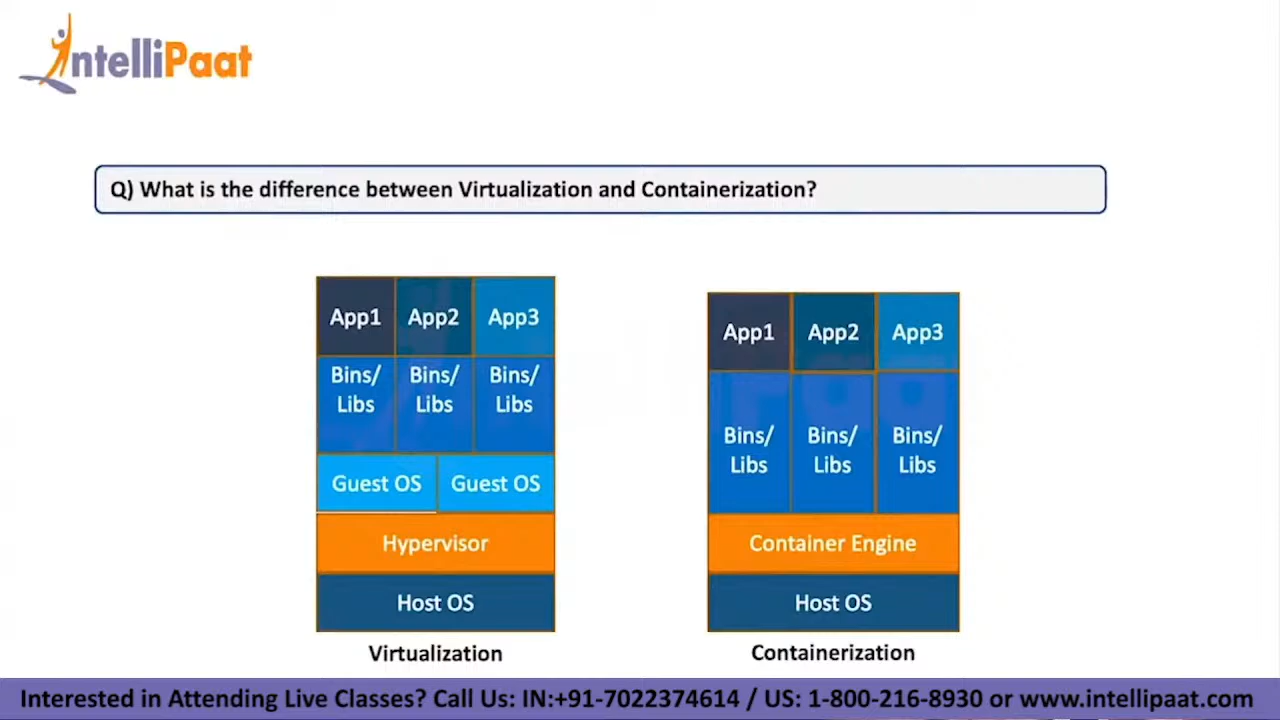 IntelliPaat
Q) What is the difference between Virtualization and Containerization?
App1 App2 App3
Bins/ Bins/ Bins/
Libs Libs Libs
Guest OS Guest OS
Hypervisor
Host OS
Virtualization
App1 App2 App3
Bins/ Bins/ Bins/
Libs Libs Libs
Container Engine
Host OS
Containerization
Interested in Attending Live Classes? Call Us: IN:+91-7022374614 / US: 1-800-216-8930 or www.intellipaat.com